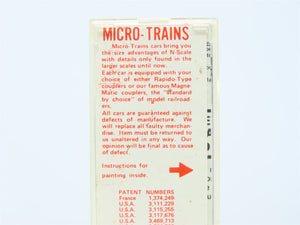 MICRO-TRAINS
Micro-Trains cars bring you
the size advantages of N-Scale
with details only found in the
larger scales until now.
Each car is equipped with your
choice of either Rapido-Type
couplers or our famous Magne-
Matic couplers, the "standard
by choice" of model railroad-
ers.
All cars are guaranteed against
defects of manufacture. We
will replace all faulty merchan-
dise. Item must be returned to
us unaltered in any way. Our
opinion will be final as to cause
of defect.
Instructions for
painting inside.
PATENT NUMBERS
France 1,374,249
U.S.A. 3,111,229
U.S.A. 3,115,255
U.S.A. 3,117,676
U.S.A. 3,469,713